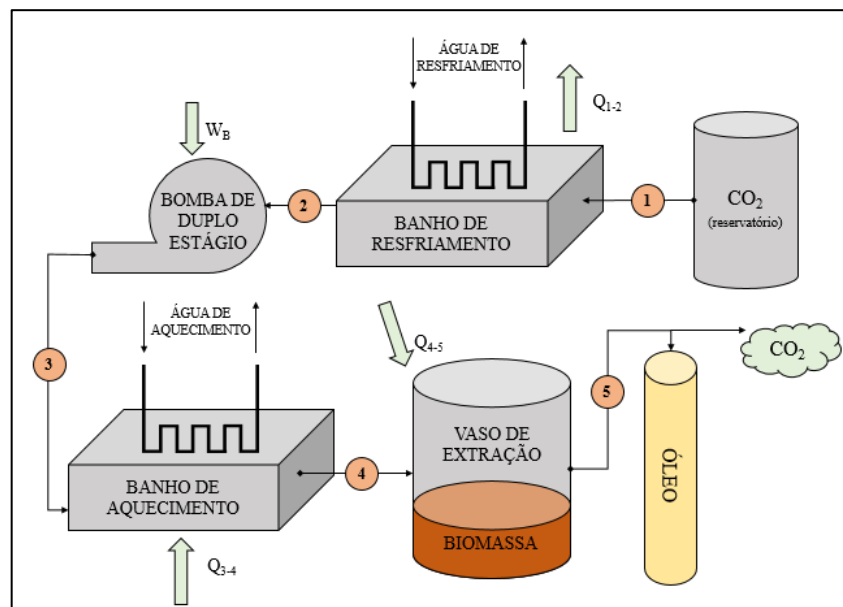 ÁGUA DE
RESFRIAMENTO
Q1-2
WB
BOMBA DE
DUPLO
ESTÁGIO
2
BANHO DE
RESFRIAMENTO
1
CO2
(reservatório)
ÁGUA DE
AQUECIMENTO
3
BANHO DE
AQUECIMENTO
Q3-4
4
Q4-5
VASO DE
EXTRAÇÃO
BIOMASSA
5
ÓLEO
CO2